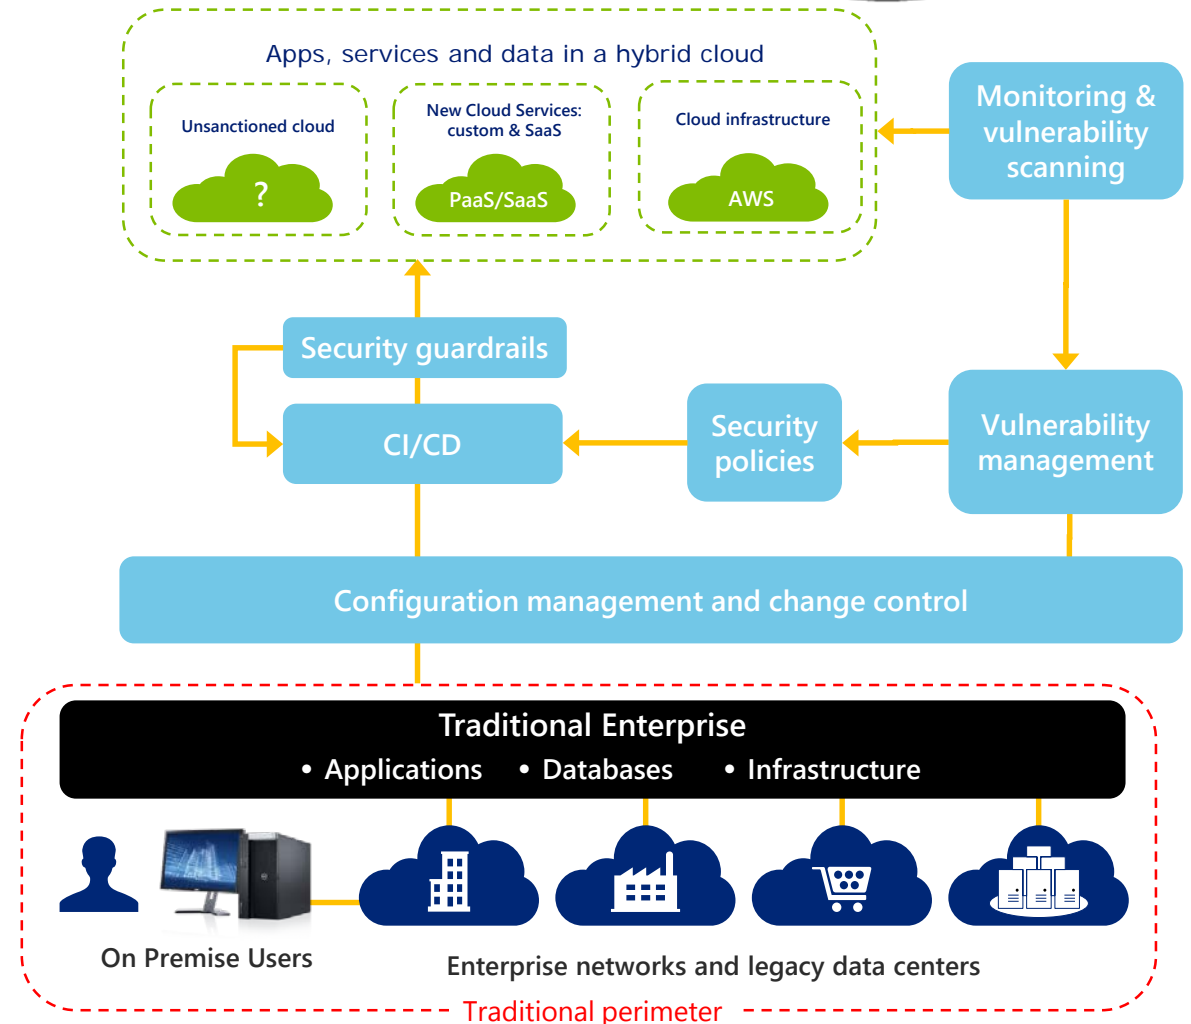 Apps, services and data in a hybrid cloud
Unsanctioned cloud
?
New Cloud Services:
custom & SaaS
PaaS/SaaS
Cloud infrastructure
AWS
Monitoring &
vulnerability
scanning
Security guardrails
CI/CD
Security
policies
Vulnerability
management
Configuration management and change control
Traditional Enterprise
• Applications • Databases • Infrastructure
On Premise Users
Enterprise networks and legacy data centers
Traditional perimeter